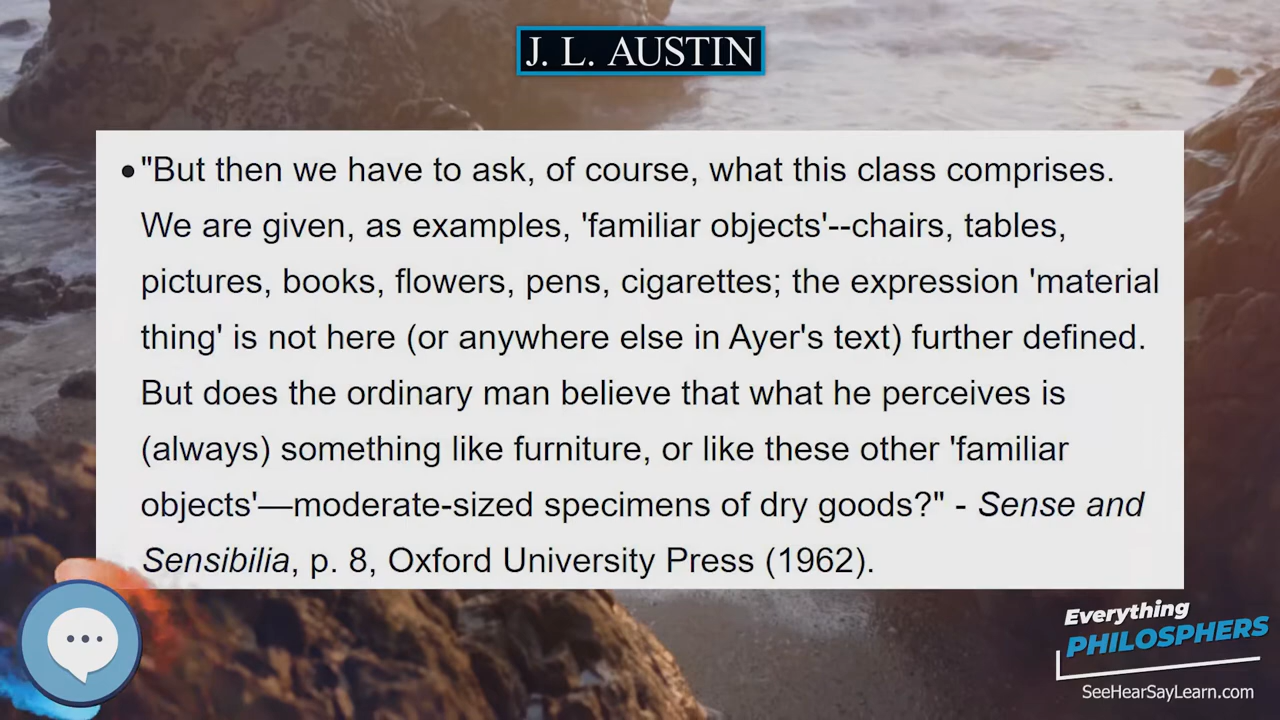 J. L. AUSTIN
•"But then we have to ask, of course, what this class comprises.
We are given, as examples, 'familiar objects'--chairs, tables,
pictures, books, flowers, pens, cigarettes; the expression 'material
thing' is not here (or anywhere else in Ayer's text) further defined.
But does the ordinary man believe that what he perceives is
(always) something like furniture, or like these other 'familiar
objects'—moderate-sized specimens of dry goods?" - Sense and
Sensibilia, p. 8, Oxford University Press (1962).
Everything
PHILOSPHERS
SeeHearSayLearn.com